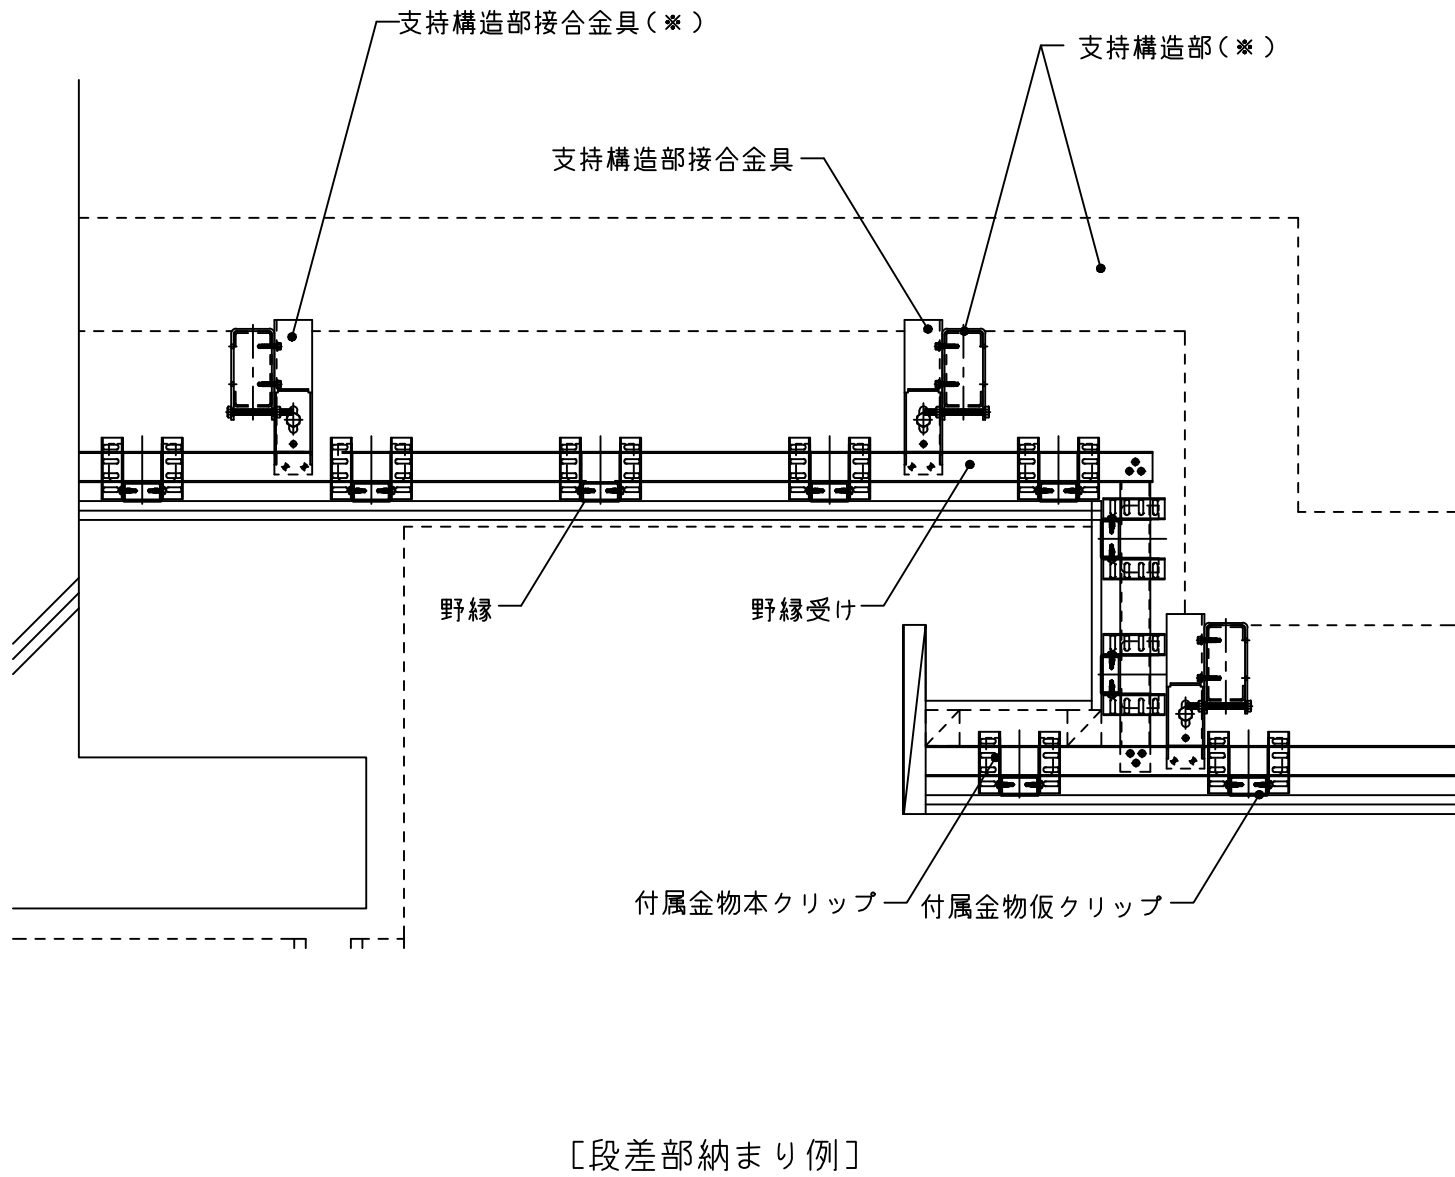 支持構造部接合金具(※)
支持構造部(※)
支持構造部接合金具
野縁
野縁受け
付属金物本クリップ
付属金物仮クリップ
[段差部納まり例]